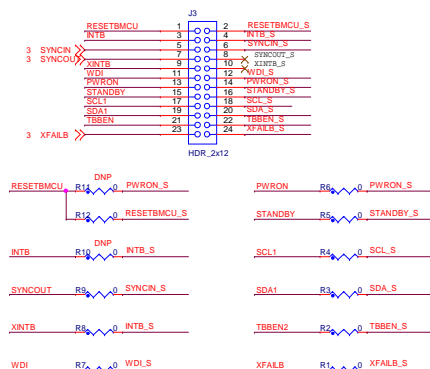 J3
RESETBMCU 1 2 RESETBMCU_S
INTB 3 4 INTB_S
3 SYNCIN 5 6 SYNCIN_S
3 SYNCOUT 7 8 SYNCOUT_S
XINTB 9 10 XINTB_S
WDI 11 12 WDI_S
PWRON 13 14 PWRON_S
STANDBY 15 16 STANDBY_S
SCL1 17 18 SCL_S
SDA1 19 20 SDA_S
TBBEN 21 22 TBBEN_S
3 XFAILB 23 24 XFAILB_S
HDR_2x12
DNP
RESETBMCU R11 0 PWRON_S PWRON R6 0 PWRON_S
R12 0 RESETBMCU_S STANDBY R5 0 STANDBY_S
DNP
INTB R10 0 INTB_S SCL1 R4 0 SCL_S
SYNCOUT R9 0 SYNCIN_S SDA1 R3 0 SDA_S
XINTB R8 0 INTB_S TBBEN2 R2 0 TBBEN_S
WDI R7 0 WDI_S XFAILB R1 0 XFAILB_S